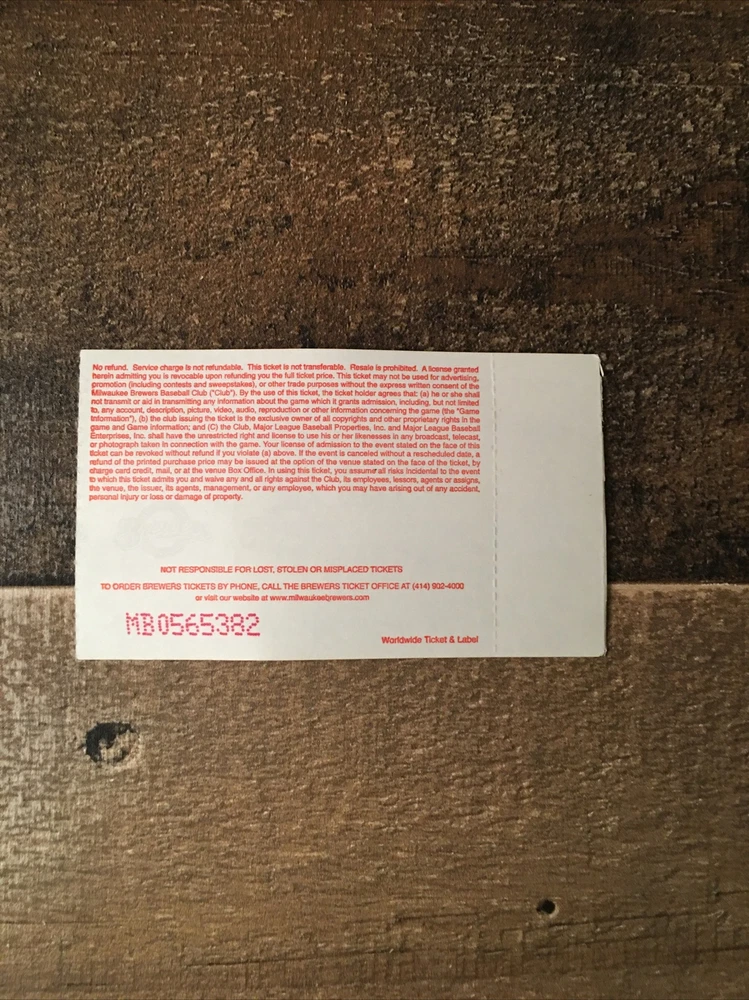 No refund. Service charge is not refundable. This ticket is not transferable. Resale is prohibited. A license granted
herein admitting you is revocable upon refunding you the full ticket price. This ticket may not be used for advertising,
promotion (including contests and sweepstakes), or other trade purposes without the express written consent of the
Milwaukee Brewers Baseball Club ("Club"). By the use of this ticket, the ticket holder agrees that: (a) he or she shall
not transmit or aid in transmitting any information about the game which it grants admission, including, but not limited
to, any account, description, picture, video, audio, reproduction or other information concerning the game (the "Game
Information"), (b) the club issuing the ticket is the exclusive owner of all copyrights and other proprietary rights in the
game and Game information; and (C) the Club, Major League Baseball Properties, Inc. and Major League Baseball
Enterprises, Inc. shall have the unrestricted right and license to use his or her likenesses in any broadcast, telecast,
or photograph taken in connection with the game. Your license of admission to the event stated on the face of this
ticket can be revoked without refund if you violate (a) above. If the event is canceled without a rescheduled date, a
refund of the printed purchase price may be issued at the option of the venue stated on the face of the ticket, by
charge card credit, mail, or at the venue Box Office. In using this ticket, you assume all risks incidental to the event
to which this ticket admits you and waive any and all rights against the Club, its employees, lessors, agents or assigns,
the venue, the issuer, its agents, management, or any employee, which you may have arising out of any accident,
personal injury or loss or damage of property.
NOT RESPONSIBLE FOR LOST, STOLEN OR MISPLACED TICKETS
TO ORDER BREWERS TICKETS BY PHONE, CALL THE BREWERS TICKET OFFICE AT (414) 902-4000
or visit our website at www.milwaukeebrewers.com
MB0565382
Worldwide Ticket & Label